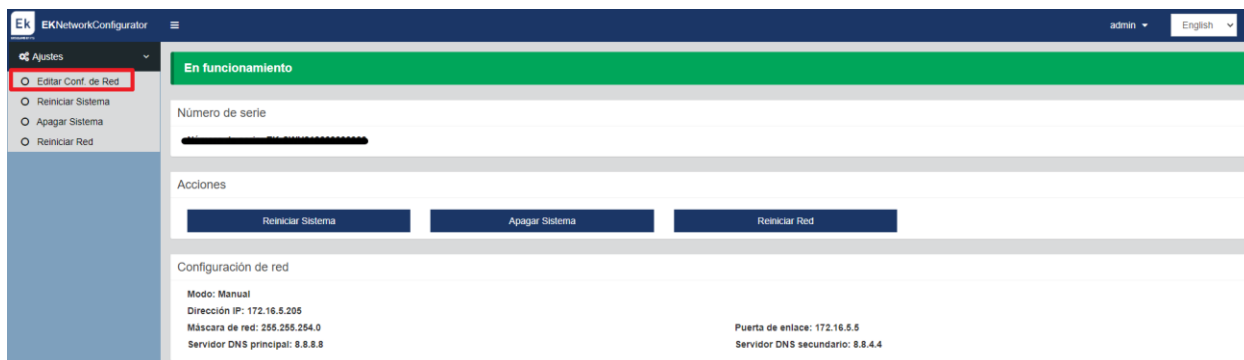 Ek EKNetworkConfigurator admin English
Ajustes
Editar Conf. de Red
Reiniciar Sistema
Apagar Sistema
Reiniciar Red
En funcionamiento
Número de serie
Acciones
Reiniciar Sistema Apagar Sistema Reiniciar Red
Configuración de red
Modo: Manual
Dirección IP: 172.16.5.205
Máscara de red: 255.255.254.0 Puerta de enlace: 172.16.5.5
Servidor DNS principal: 8.8.8.8 Servidor DNS secundario: 8.8.4.4